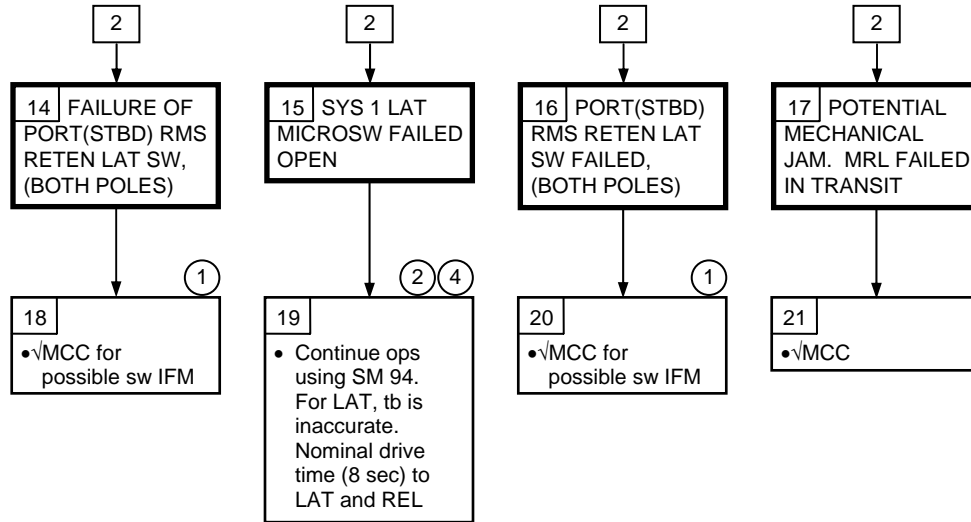 2
2
2
2
14 FAILURE OF
PORT(STBD) RMS
RETEN LAT SW,
(BOTH POLES)
15 SYS 1 LAT
MICROSW FAILED
OPEN
16 PORT(STBD)
RMS RETEN LAT
SW FAILED,
(BOTH POLES)
17 POTENTIAL
MECHANICAL
JAM. MRL FAILED
IN TRANSIT
1
18
•√MCC for
possible sw IFM
2 4
19
• Continue ops
using SM 94.
For LAT, tb is
inaccurate.
Nominal drive
time (8 sec) to
LAT and REL
1
20
•√MCC for
possible sw IFM
21
•√MCC